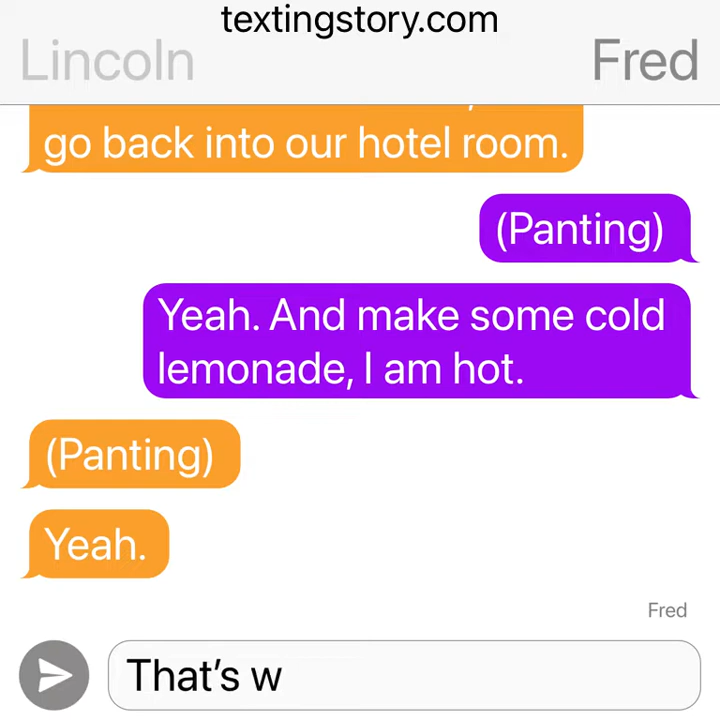 textingstory.com
Lincoln
Fred
go back into our hotel room.
(Panting)
Yeah. And make some cold
lemonade, I am hot.
(Panting)
Yeah.
Fred
That's w